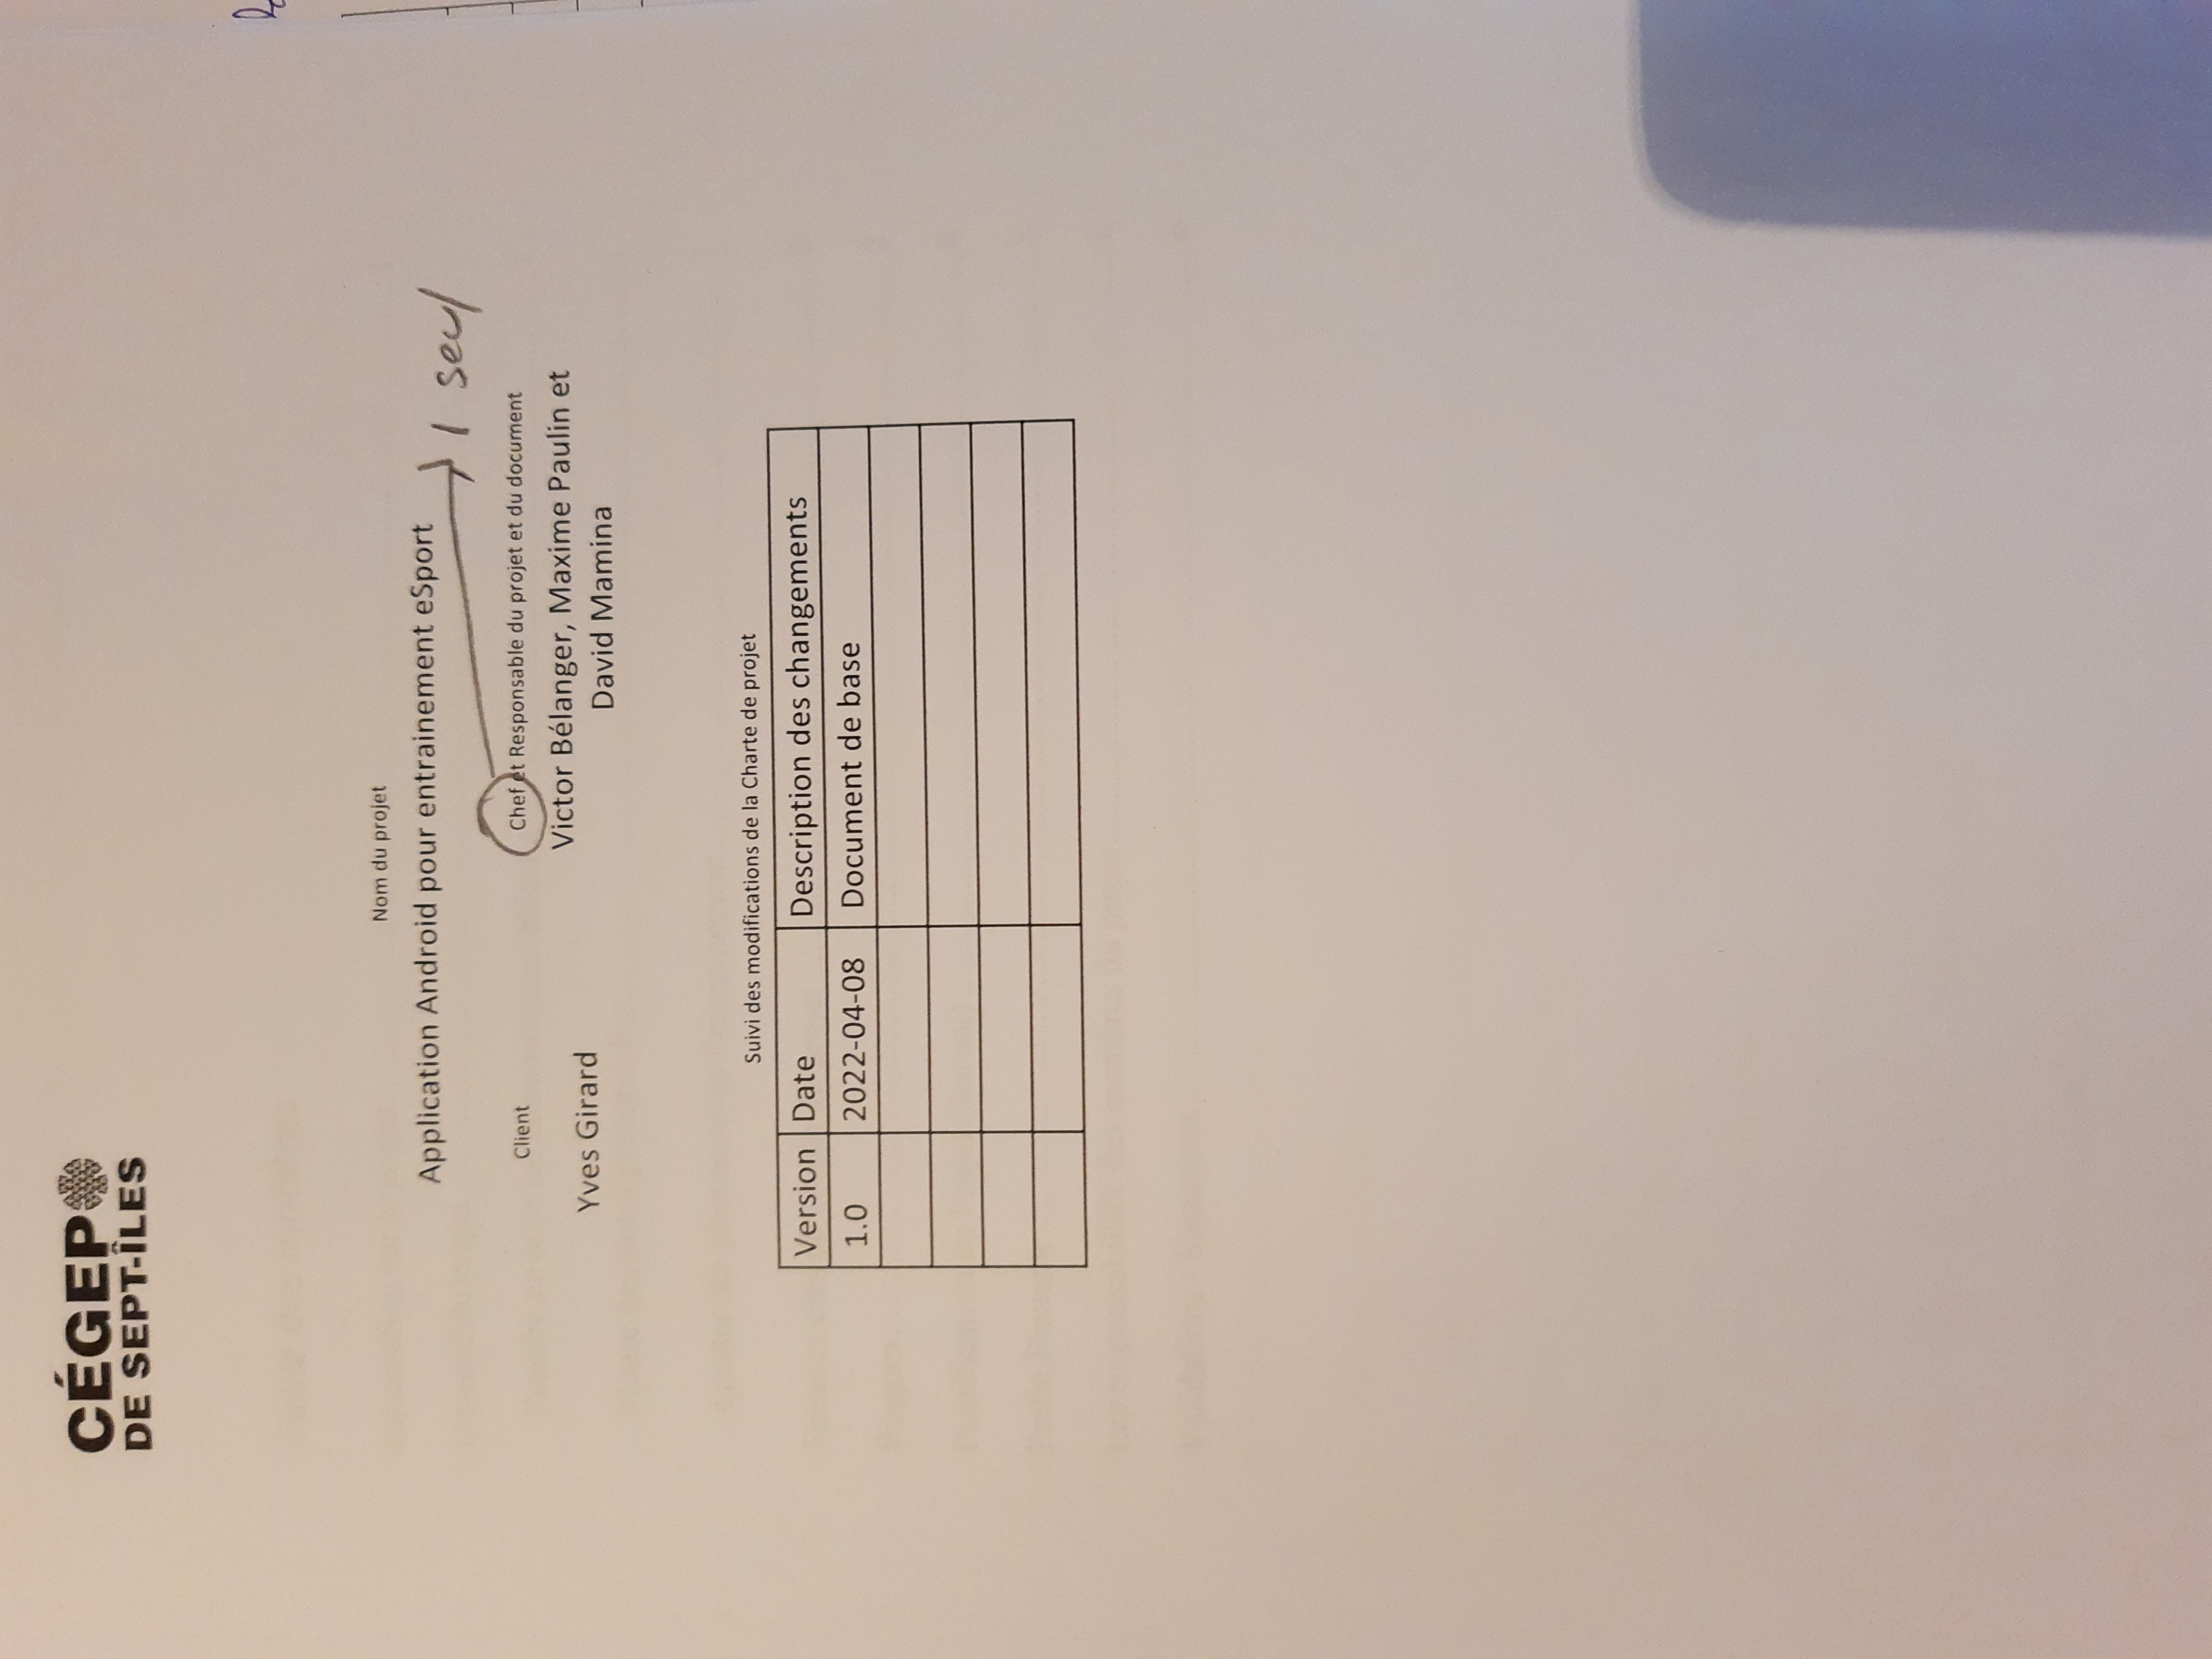 CÉGEP
DE SEPT-ÎLES
Nom du projet
Application Android pour entrainement eSport
1 seul
Client
Chef et Responsable du projet et du document
Yves Girard
Victor Bélanger, Maxime Paulin et
David Mamina
Suivi des modifications de la Charte de projet
Version Date Description des changements
1.0 2022-04-08 Document de base